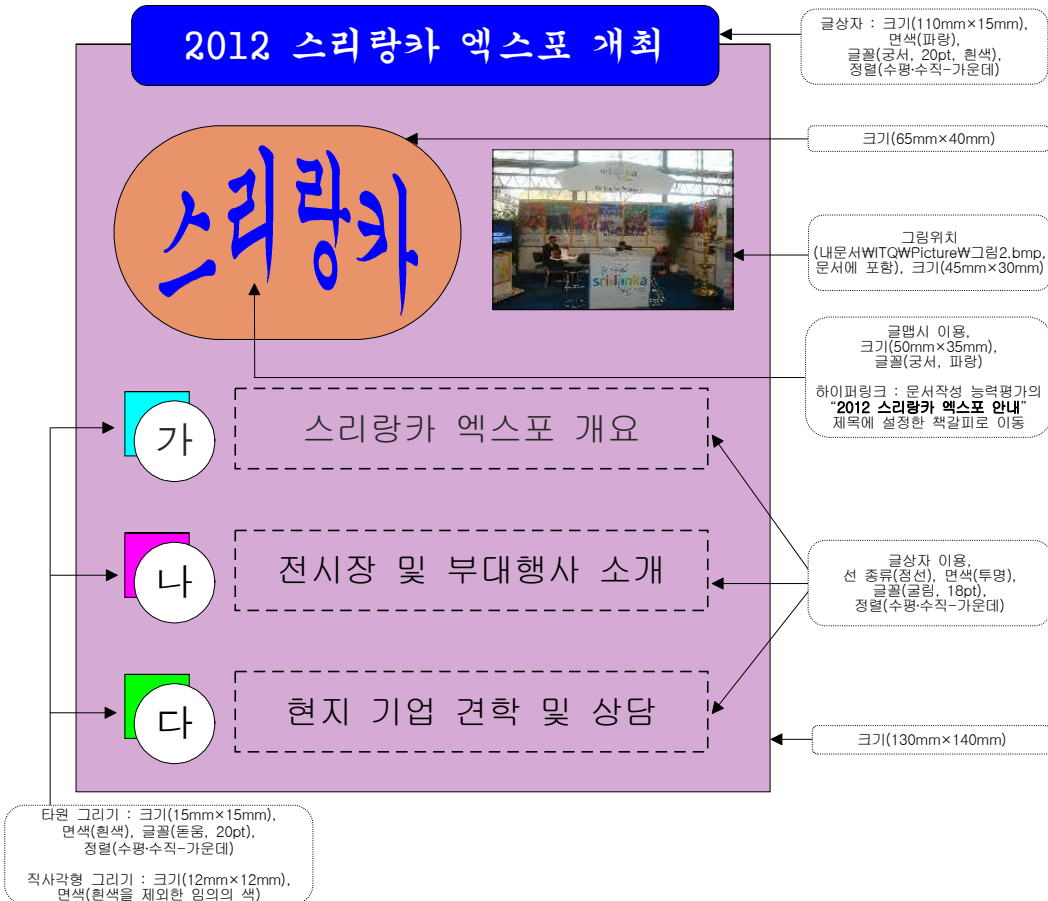 2012 스리랑카 엑스포 개최
글상자 : 크기(110mm×15mm),
면색(파랑),
글꼴(궁서, 20pt, 흰색),
정렬(수평·수직-가운데)
크기(65mm×40mm)
스리랑카
srilanka
그림위치
(내문서₩ITQ₩Picture₩그림2.bmp,
문서에 포함), 크기(45mm×30mm)
글맵시 이용,
크기(50mm×35mm),
글꼴(궁서, 파랑)
하이퍼링크 : 문서작성 능력평가의
“2012 스리랑카 엑스포 안내”
제목에 설정한 책갈피로 이동
가
스리랑카 엑스포 개요
나
전시장 및 부대행사 소개
글상자 이용,
선 종류(점선), 면색(투명),
글꼴(굴림, 18pt),
정렬(수평·수직-가운데)
다
현지 기업 견학 및 상담
크기(130mm×140mm)
타원 그리기 : 크기(15mm×15mm),
면색(흰색), 글꼴(돋움, 20pt),
정렬(수평·수직-가운데)
직사각형 그리기 : 크기(12mm×12mm),
면색(흰색을 제외한 임의의 색)